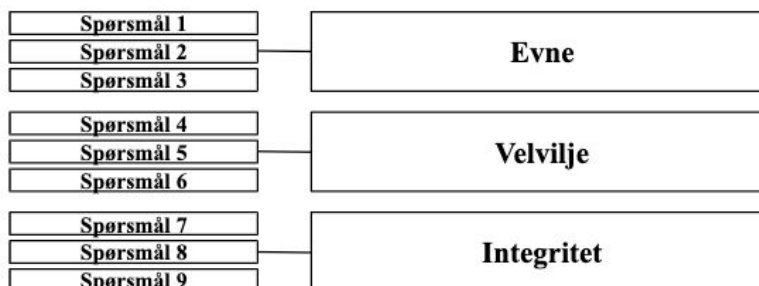 Spørsmål 1
Spørsmål 2
Spørsmål 3
Evne
Spørsmål 4
Spørsmål 5
Spørsmål 6
Velvilje
Spørsmål 7
Spørsmål 8
Spørsmål 9
Integritet